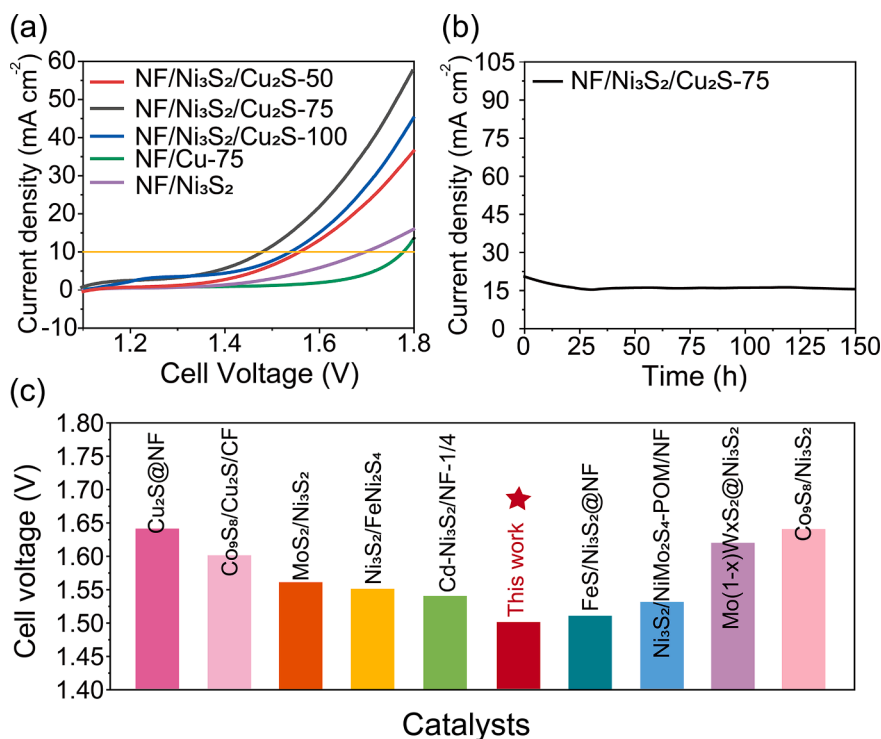 (a)
Current density (mA cm⁻²)
60
50
40
30
20
10
0
-10
NF/Ni₃S₂/Cu₂S-50
NF/Ni₃S₂/Cu₂S-75
NF/Ni₃S₂/Cu₂S-100
NF/Cu-75
NF/Ni₃S₂
1.2 1.4 1.6 1.8
Cell Voltage (V)
(b)
Current density (mA cm⁻²)
105
90
75
60
45
30
15
0
NF/Ni₃S₂/Cu₂S-75
0 25 50 75 100 125 150
Time (h)
(c)
Cell voltage (V)
1.80
1.70
1.65
1.60
1.55
1.50
1.45
1.40
Cu₂S@NF
Co₉S₈/Cu₂S/CF
MoS₂/Ni₃S₂
Ni₃S₂/FeNi₂S₄
Cd-Ni₃S₂/NF-1/4
This work
FeS/Ni₃S₂@NF
Ni₃S₂/NiMo₂S₄-POM/NF
Mo(1-x)WxS₂@Ni₃S₂
Co₉S₈/Ni₃S₂
Catalysts